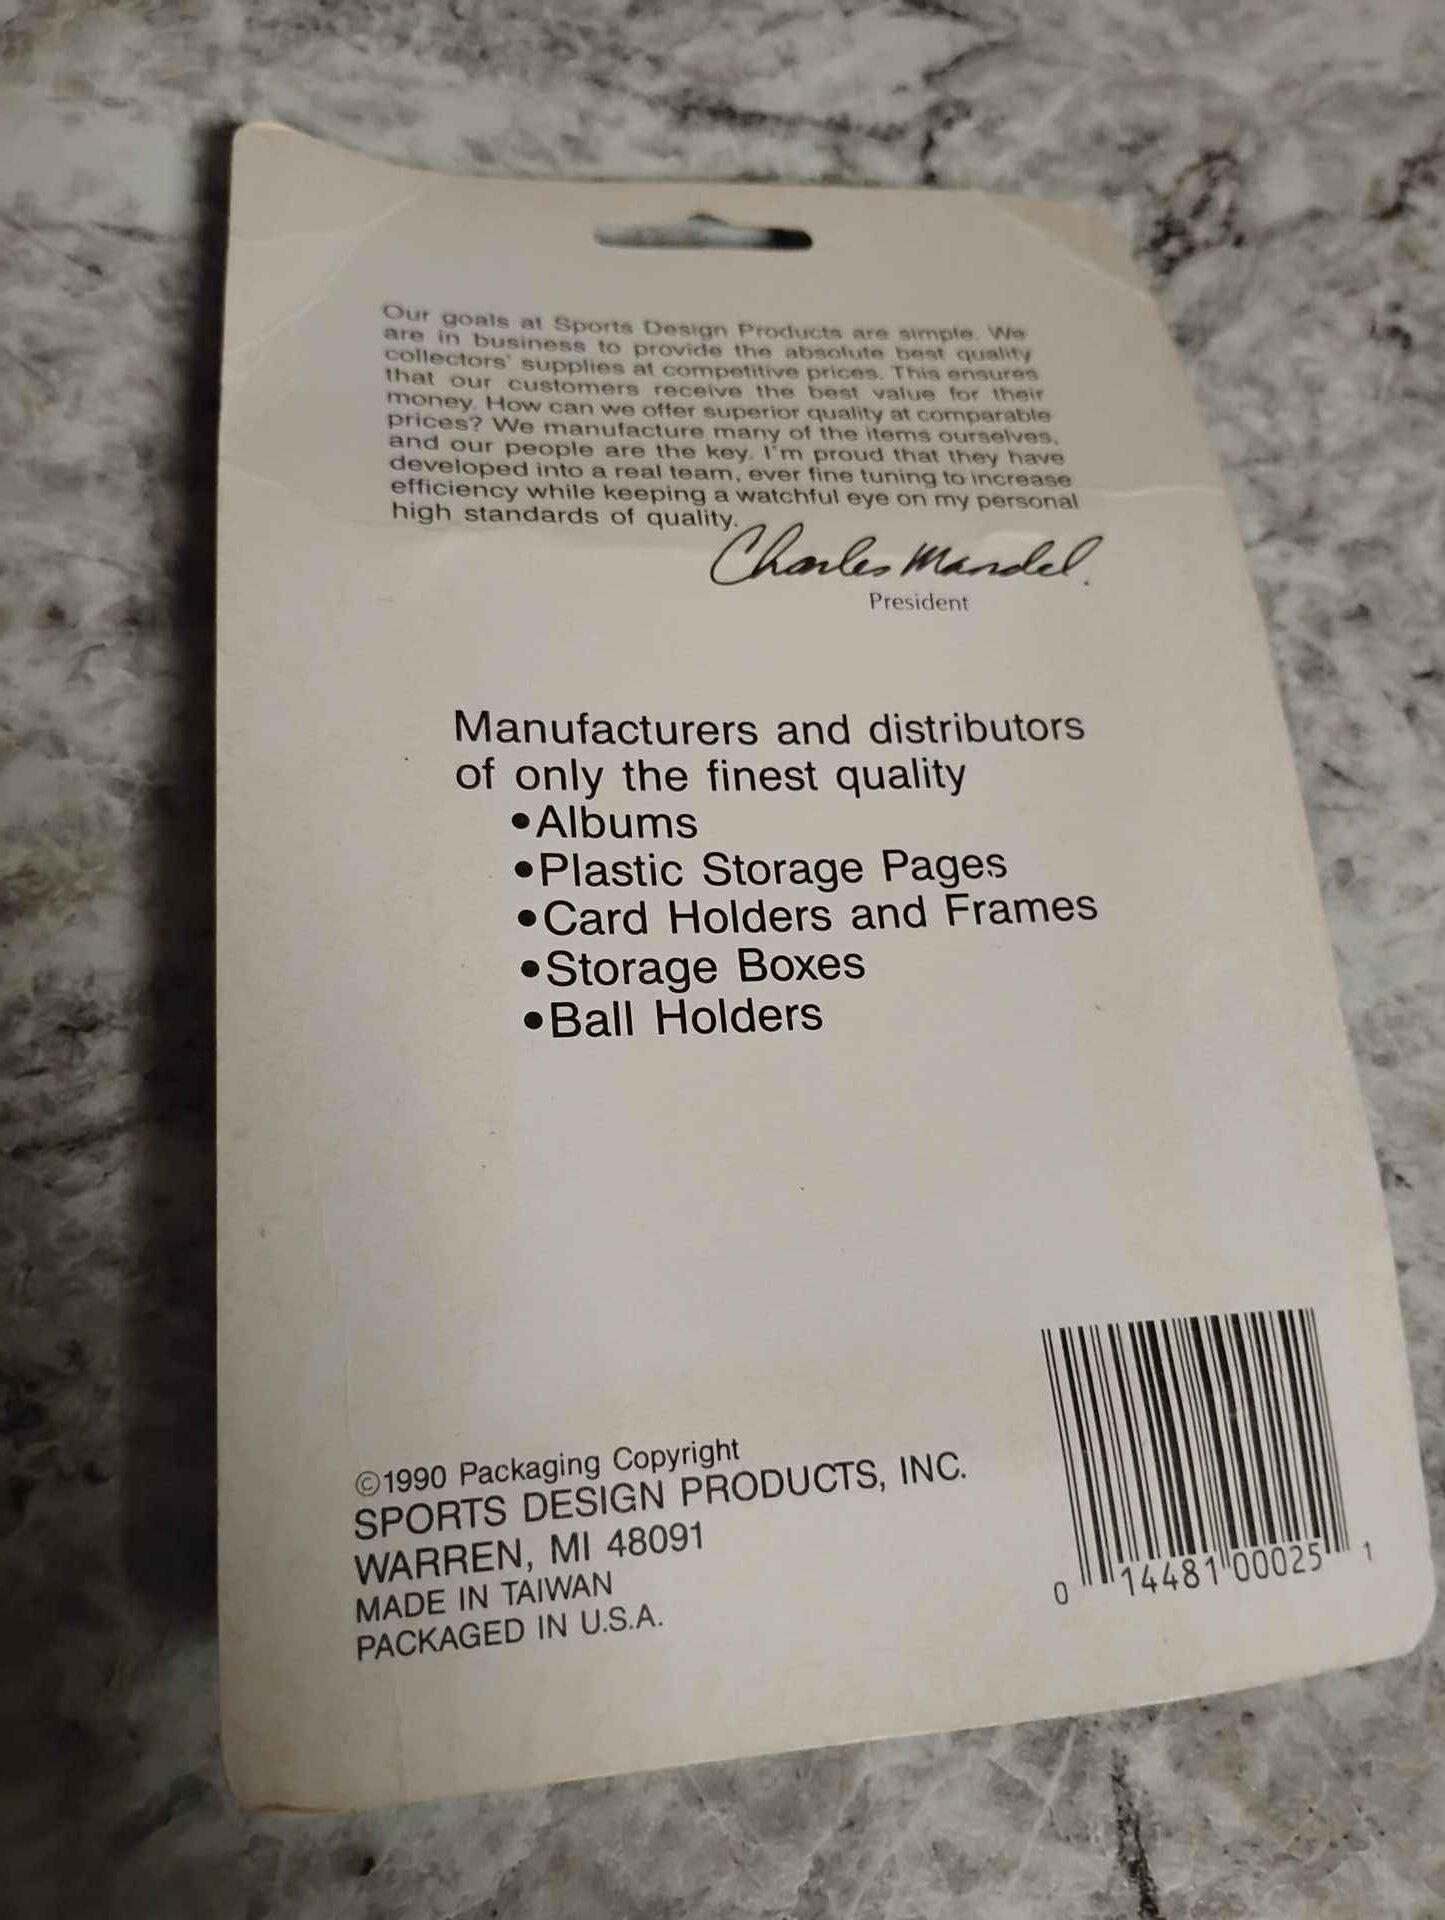 Our goals at Sports Design Products are simple. We
are in business to provide the absolute best quality
collectors' supplies at competitive prices. This ensures
that our customers receive the best value for their
money. How can we offer superior quality at comparable
prices? We manufacture many of the items ourselves,
and our people are the key. I'm proud that they have
developed into a real team, ever fine tuning to increase
efficiency while keeping a watchful eye on my personal
high standards of quality.
Charles Mandel.
President
Manufacturers and distributors
of only the finest quality
•Albums
•Plastic Storage Pages
•Card Holders and Frames
•Storage Boxes
•Ball Holders
©1990 Packaging Copyright
SPORTS DESIGN PRODUCTS, INC.
WARREN, MI 48091
MADE IN TAIWAN
PACKAGED IN U.S.A.
0 14481 00025 1